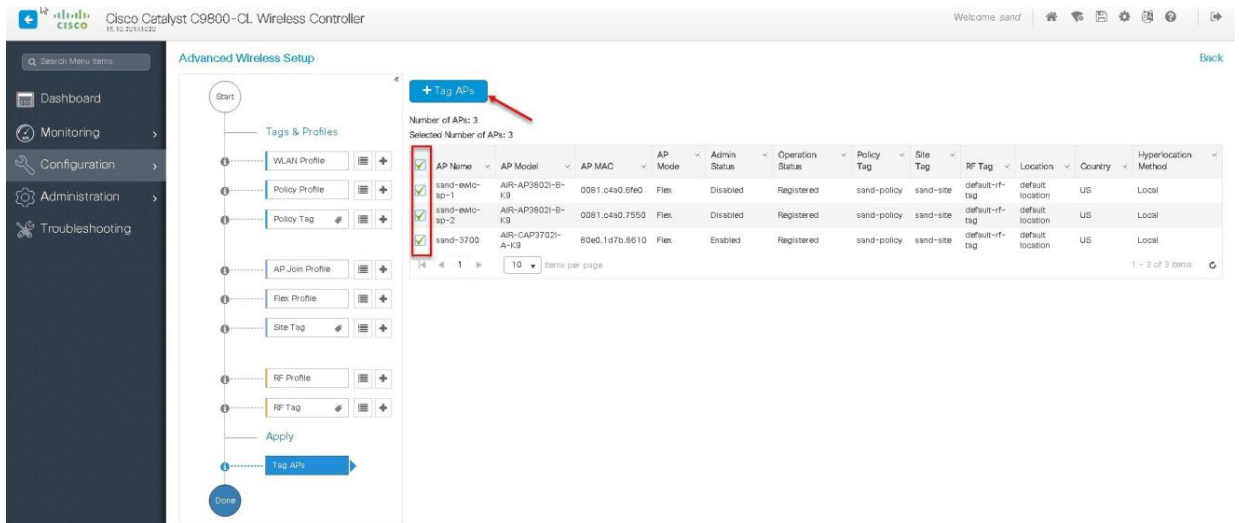 CISCO
Cisco Catalyst C9800-CL Wireless Controller
Welcome sand
Search Menu Items
Dashboard
Monitoring
Configuration
Administration
Troubleshooting
Advanced Wireless Setup
Back
Start
Tags & Profiles
WLAN Profile
Policy Profile
Policy Tag
AP Join Profile
Flex Profile
Site Tag
RF Profile
RF Tag
Apply
Tag APs
Done
+ Tag APs
Number of APs: 3
Selected Number of APs: 3
AP Name AP Model AP MAC AP Mode Admin Status Operation Status Policy Tag Site Tag RF Tag Location Country Hyperlocation Method
sand-ewlc-ap-1 AIR-AP3802I-B-K9 0081.c4a0.6fe0 Flex Disabled Registered sand-policy sand-site default-rf-tag default location US Local
sand-ewlc-ap-2 AIR-AP3802I-B-K9 0081.c4a0.7550 Flex Disabled Registered sand-policy sand-site default-rf-tag default location US Local
sand-3700 AIR-CAP3702I-A-K9 80e0.1d7b.8610 Flex Enabled Registered sand-policy sand-site default-rf-tag default location US Local
1 10 items per page
1 - 3 of 3 items